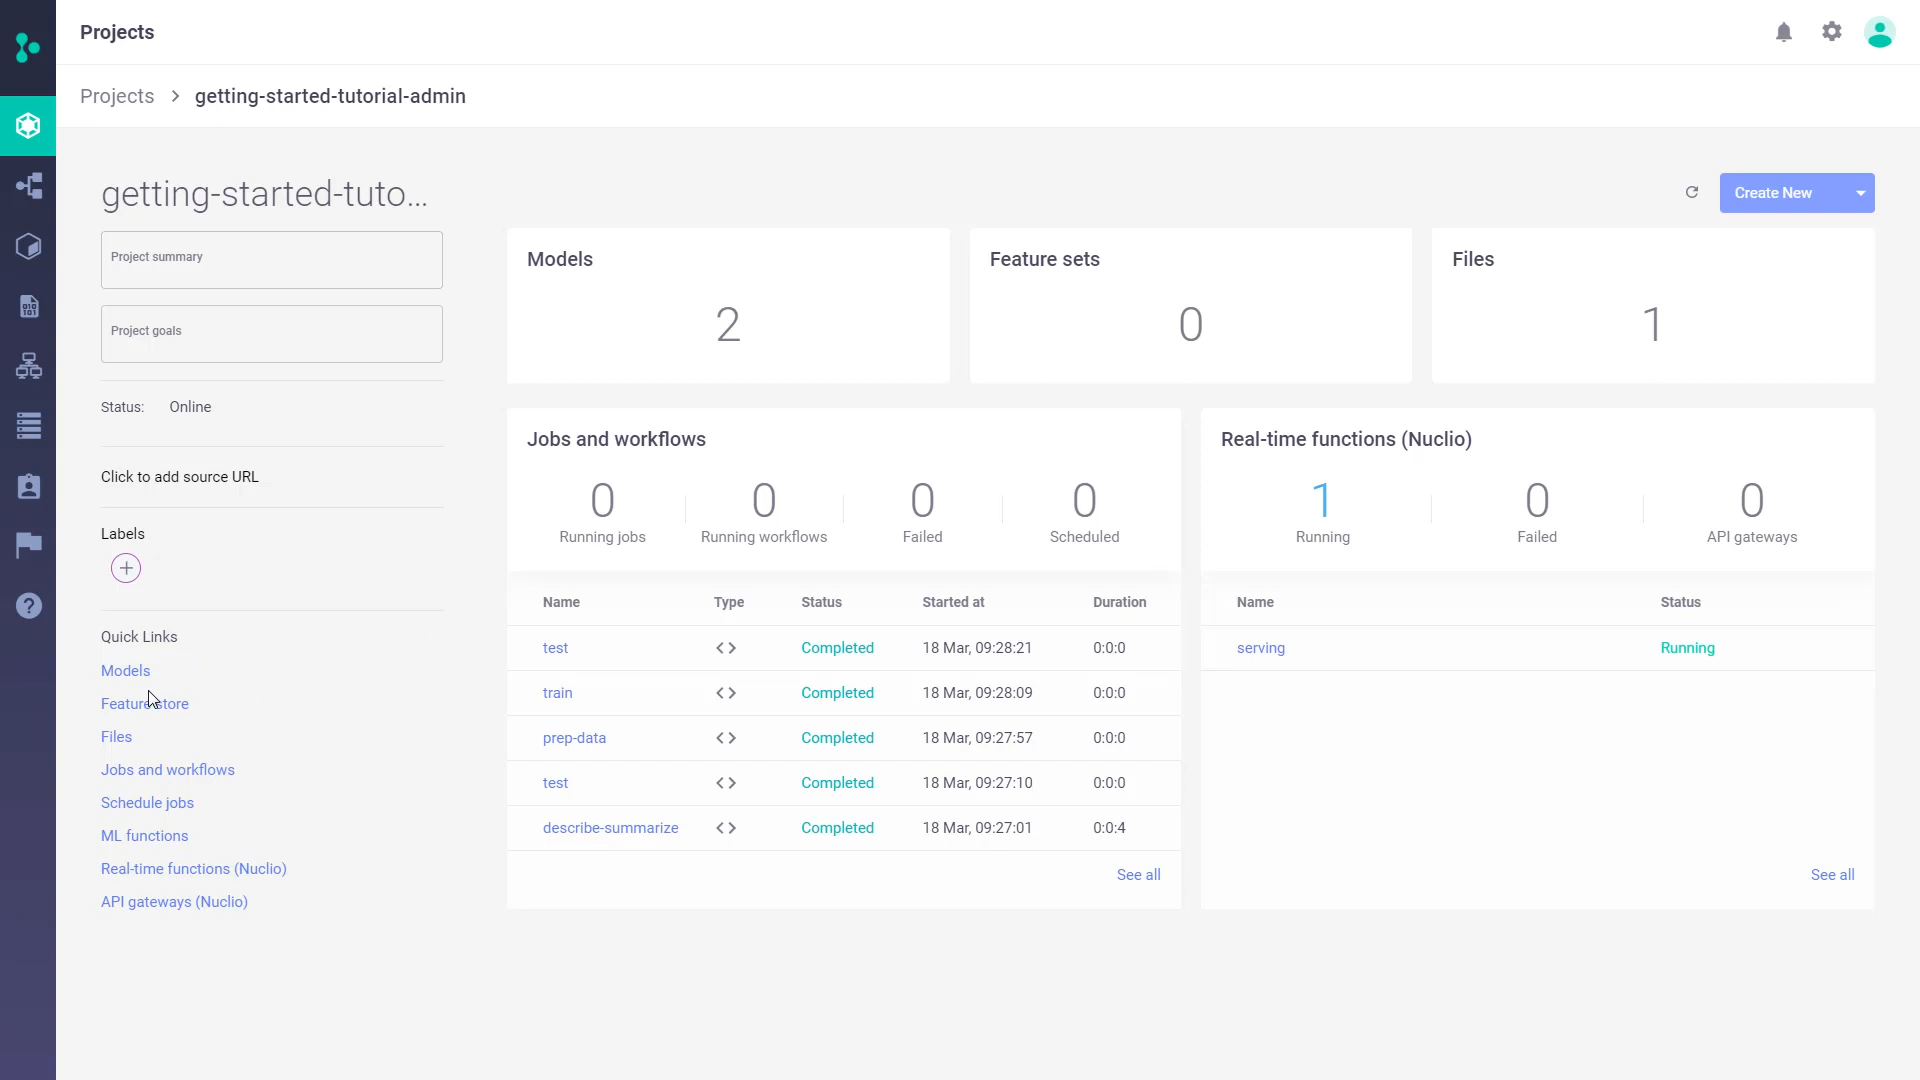 Projects
Projects > getting-started-tutorial-admin
getting-started-tuto...
Create New
Project summary
Project goals
Status: Online
Click to add source URL
Labels
Quick Links
Models
Feature store
Files
Jobs and workflows
Schedule jobs
ML functions
Real-time functions (Nuclio)
API gateways (Nuclio)
Models
2
Feature sets
0
Files
1
Jobs and workflows
0 0 0 0
Running jobs Running workflows Failed Scheduled
Name Type Status Started at Duration
test <> Completed 18 Mar, 09:28:21 0:0:0
train <> Completed 18 Mar, 09:28:09 0:0:0
prep-data <> Completed 18 Mar, 09:27:57 0:0:0
test <> Completed 18 Mar, 09:27:10 0:0:0
describe-summarize <> Completed 18 Mar, 09:27:01 0:0:4
See all
Real-time functions (Nuclio)
1 0 0
Running Failed API gateways
Name Status
serving Running
See all